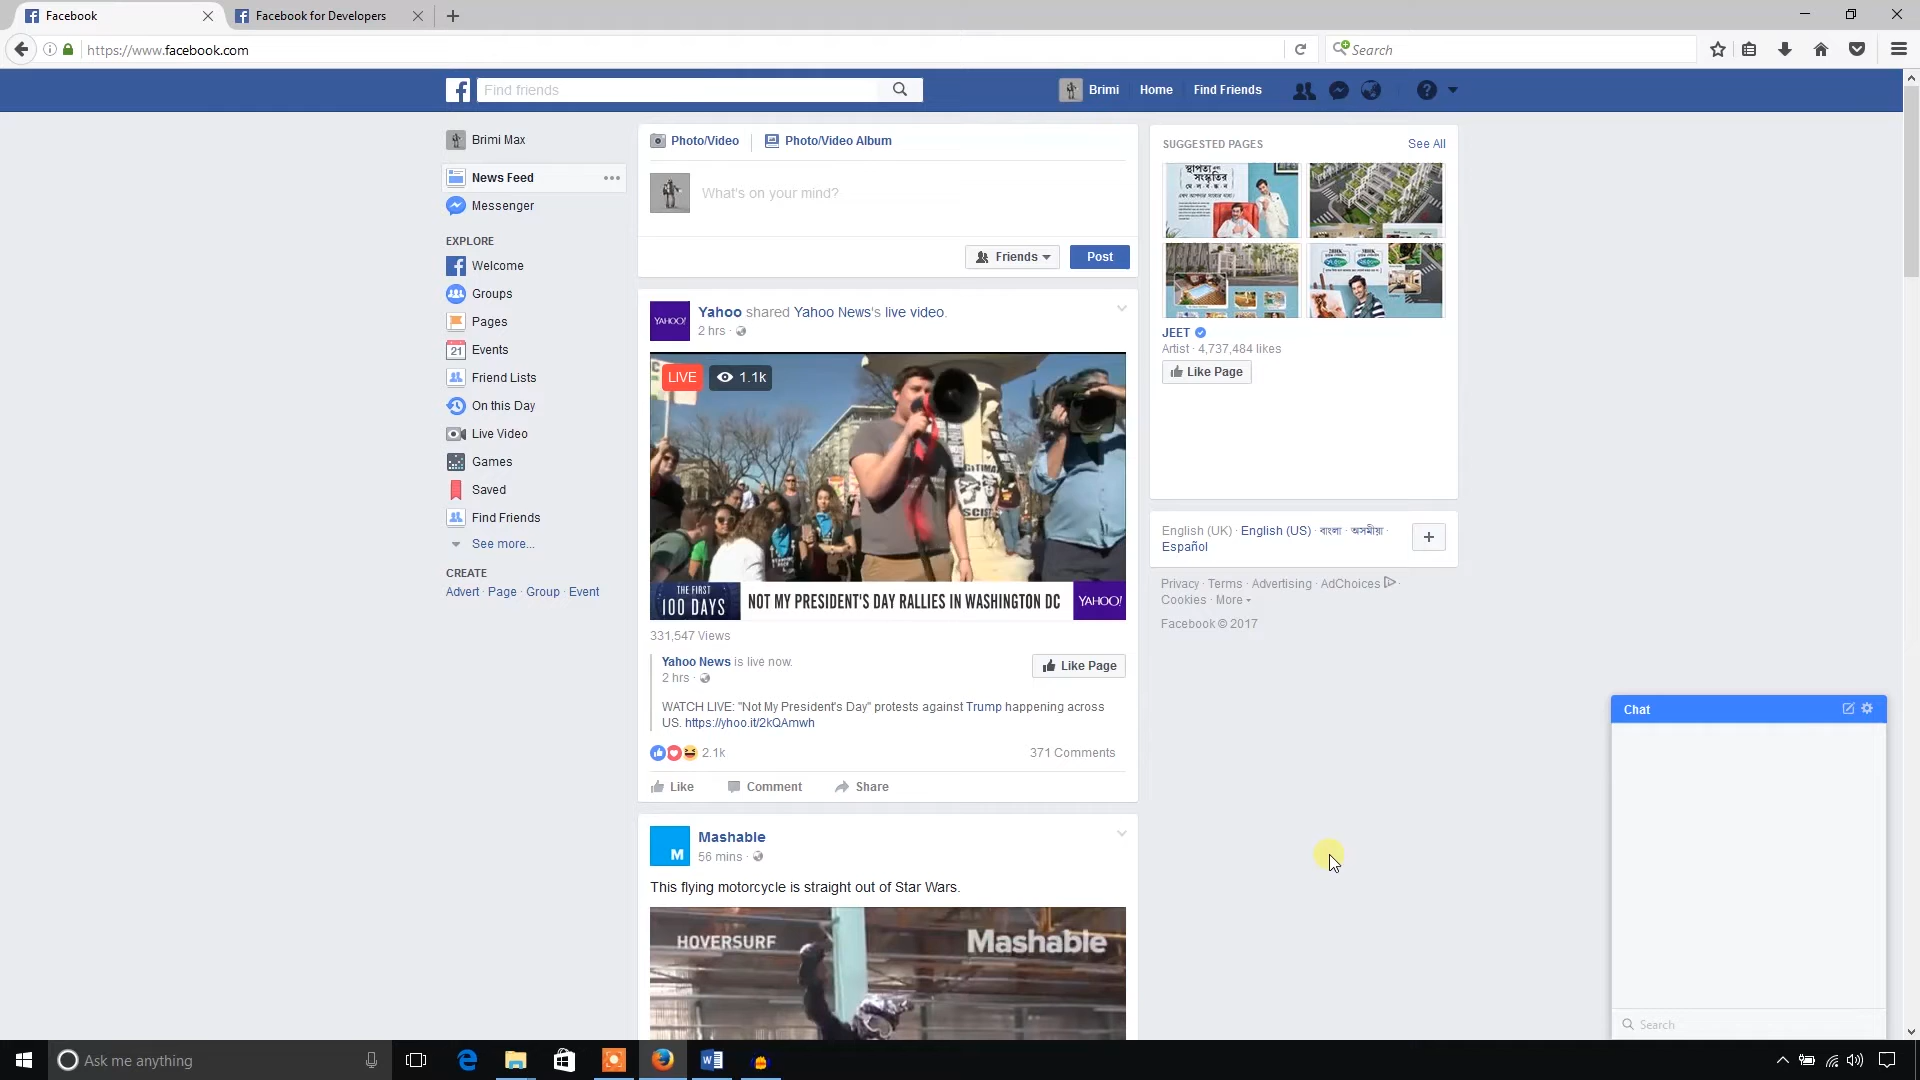 Facebook
Facebook for Developers
https://www.facebook.com
Search
Find friends
Brimi
Home
Find Friends
Brimi Max
News Feed
Messenger
EXPLORE
Welcome
Groups
Pages
21 Events
Friend Lists
On this Day
Live Video
Games
Saved
Find Friends
See more...
CREATE
Advert · Page · Group · Event
Photo/Video
Photo/Video Album
What's on your mind?
Friends
Post
YAHOO!
Yahoo shared Yahoo News's live video.
2 hrs ·
LIVE 1.1k
THE FIRST
100 DAYS
NOT MY PRESIDENT'S DAY RALLIES IN WASHINGTON DC
YAHOO!
331,547 Views
Yahoo News is live now.
2 hrs ·
Like Page
WATCH LIVE: "Not My President's Day" protests against Trump happening across
US. https://yhoo.it/2kQAmwh
2.1k
371 Comments
Like Comment Share
M
Mashable
56 mins ·
This flying motorcycle is straight out of Star Wars.
HOVERSURF
Mashable
SUGGESTED PAGES
See All
JEET
Artist · 4,737,484 likes
Like Page
English (UK) · English (US) · বাংলা · অসমীয়া ·
Español
Privacy · Terms · Advertising · AdChoices ·
Cookies · More
Facebook © 2017
Chat
Search
Ask me anything